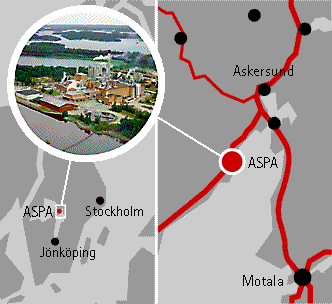 Askersund
ASPA
ASPA
Stockholm
Jönköping
Motala